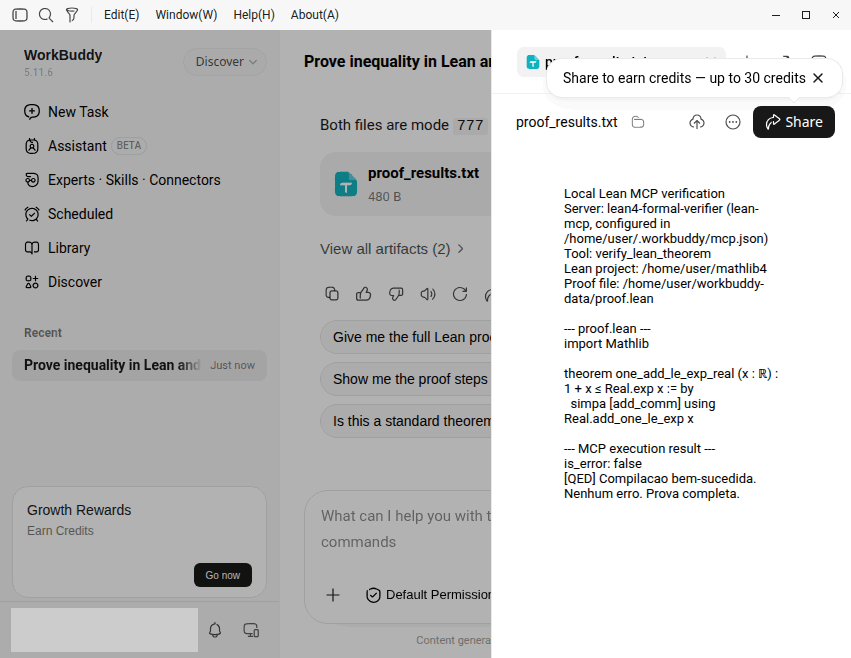 Edit(E) Window(W) Help(H) About(A)
WorkBuddy
5.11.6
Discover
New Task
Assistant BETA
Experts · Skills · Connectors
Scheduled
Library
Discover
Recent
Prove inequality in Lean and Just now
Growth Rewards
Earn Credits
Go now
Prove inequality in Lean an
Both files are mode 777
proof_results.txt
480 B
View all artifacts (2)
Give me the full Lean proo
Show me the proof steps
Is this a standard theorem
What can I help you with t
commands
Default Permission
Content genera
Share to earn credits — up to 30 credits
proof_results.txt
Share
Local Lean MCP verification
Server: lean4-formal-verifier (lean-
mcp, configured in
/home/user/.workbuddy/mcp.json)
Tool: verify_lean_theorem
Lean project: /home/user/mathlib4
Proof file: /home/user/workbuddy-
data/proof.lean
--- proof.lean ---
import Mathlib
theorem one_add_le_exp_real (x : ℝ) :
1 + x ≤ Real.exp x := by
simpa [add_comm] using
Real.add_one_le_exp x
--- MCP execution result ---
is_error: false
[QED] Compilacao bem-sucedida.
Nenhum erro. Prova completa.